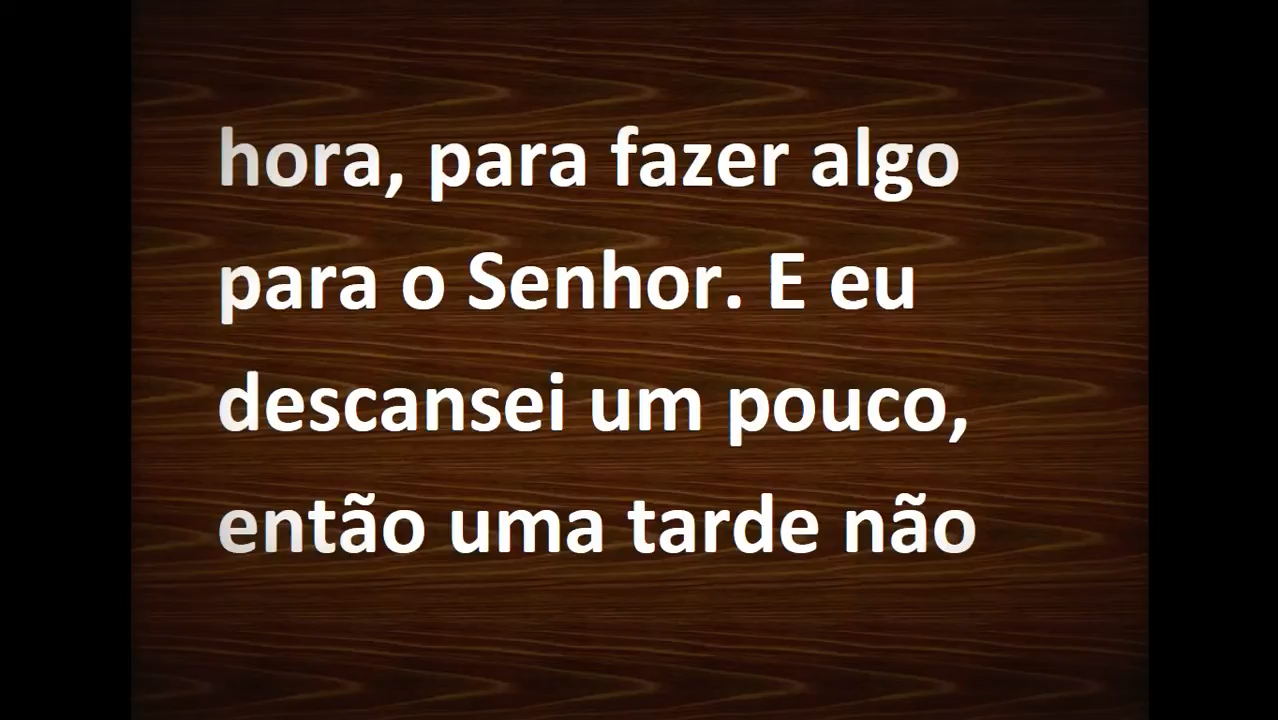 hora, para fazer algo
para o Senhor. E eu
descansei um pouco,
então uma tarde não